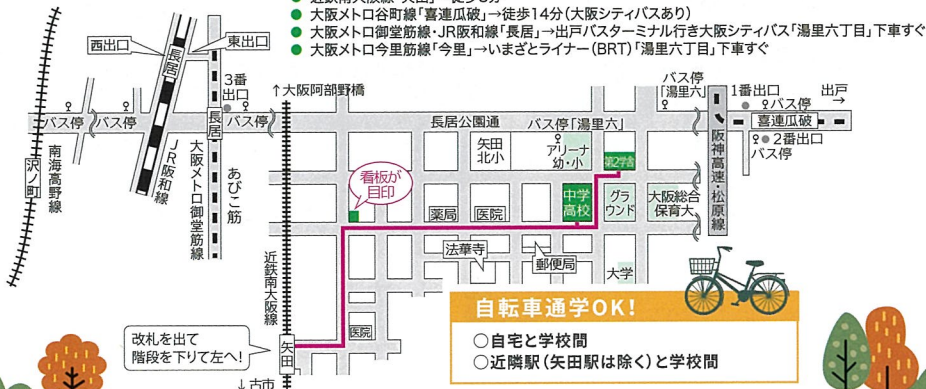 ● 大阪メトロ谷町線「喜連瓜破」→徒歩14分(大阪シティバスあり)
● 大阪メトロ御堂筋線・JR阪和線「長居」→出戸バスターミナル行き大阪シティバス「湯里六丁目」下車すぐ
● 大阪メトロ今里筋線「今里」→いまざとライナー(BRT)「湯里六丁目」下車すぐ
西出口
長居
東出口
3番
出口
↑大阪阿部野橋
バス停
「湯里六」
1番出口
バス停
出戸
→
バス停
バス停
長居
バス停
長居公園通
バス停「湯里六」
喜連瓜破
2番出口
バス停
沢ノ町
南海高野線
JR阪和線
大阪メトロ御堂筋線
あびこ筋
矢田
北小
アリーナ
幼・小
第2学舎
阪神高速・松原線
看板が
目印
薬局
医院
中学
高校
グラ
ウンド
大阪総合
保育大
法華寺
郵便局
大学
近鉄南大阪線
医院
改札を出て
階段を下りて左へ!
矢田
↓古市
自転車通学OK!
○自宅と学校間
○近隣駅(矢田駅は除く)と学校間